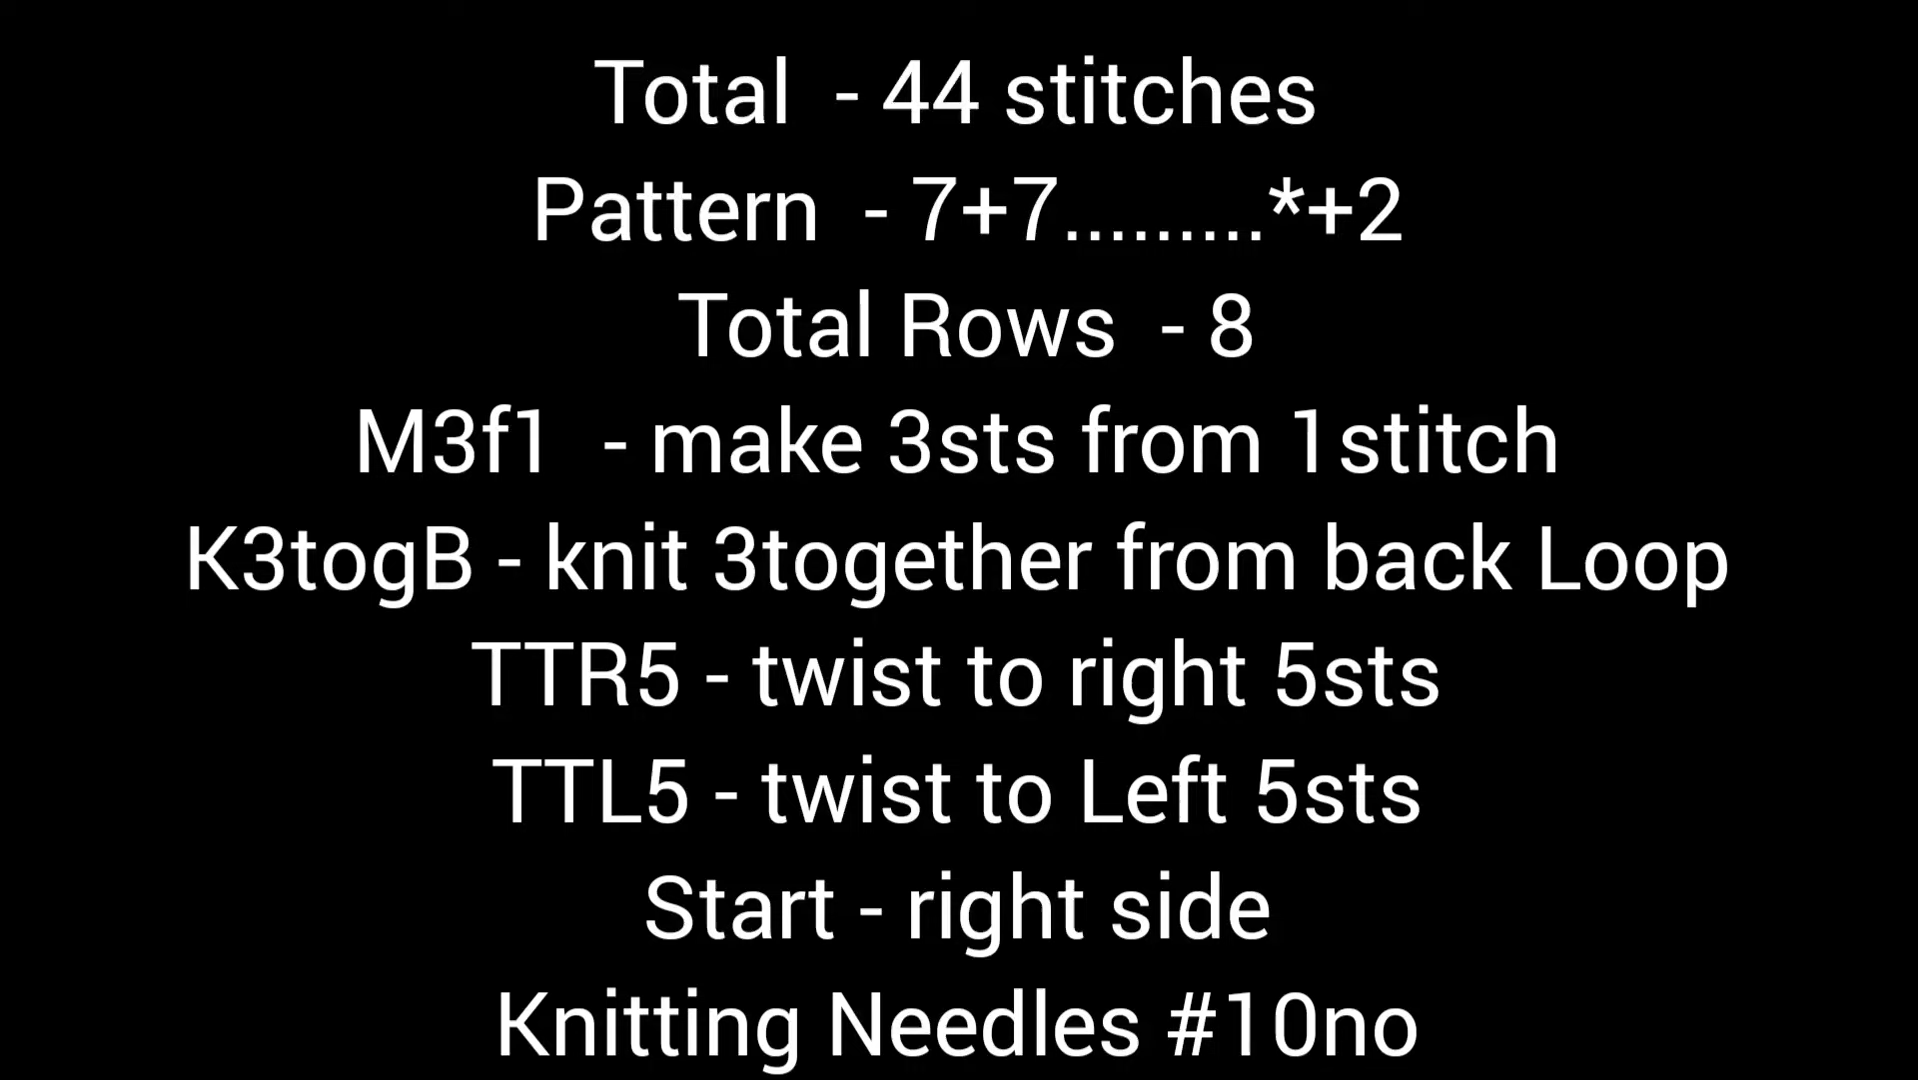 Total - 44 stitches
Pattern - 7+7.........*+2
Total Rows - 8
M3f1 - make 3sts from 1stitch
K3togB - knit 3together from back Loop
TTR5 - twist to right 5sts
TTL5 - twist to Left 5sts
Start - right side
Knitting Needles #10no